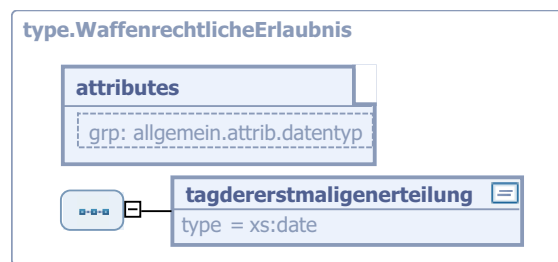 type.WaffenrechtlicheErlaubnis
attributes
grp: allgemein.attrib.datentyp
tagdererstmaligenerteilung
type = xs:date